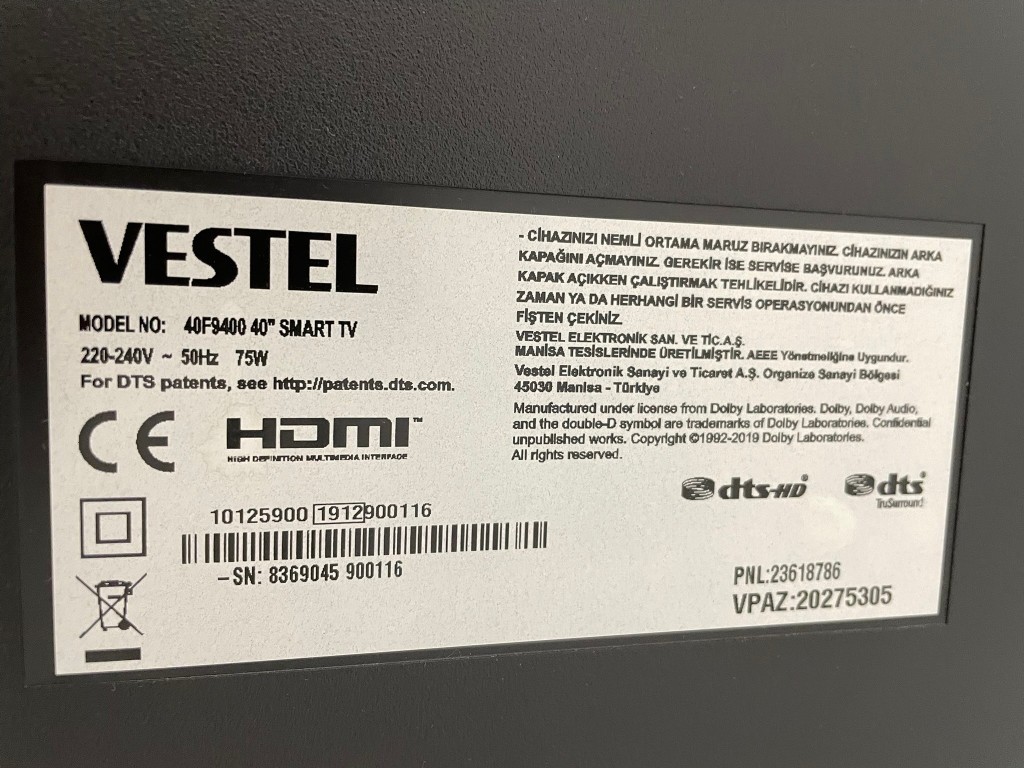 VESTEL
MODEL NO: 40F9400 40" SMART TV
220-240V ~ 50Hz 75W
For DTS patents, see http://patents.dts.com.
CE
HDMI™
HIGH DEFINITION MULTIMEDIA INTERFACE
10125900 1912900116
-SN: 8369045 900116
- CİHAZINIZI NEMLİ ORTAMA MARUZ BIRAKMAYINIZ. CİHAZINIZIN ARKA
KAPAĞINI AÇMAYINIZ. GEREKİR İSE SERVİSE BAŞVURUNUZ. ARKA
KAPAK AÇIKKEN ÇALIŞTIRMAK TEHLİKELİDİR. CİHAZI KULLANMADIĞINIZ
ZAMAN YA DA HERHANGİ BİR SERVİS OPERASYONUNDAN ÖNCE
FİŞTEN ÇEKİNİZ.
VESTEL ELEKTRONİK SAN. VE TİC.A.Ş.
MANİSA TESİSLERİNDE ÜRETİLMİŞTİR. AEEE Yönetmeliğine Uygundur.
Vestel Elektronik Sanayi ve Ticaret A.Ş. Organize Sanayi Bölgesi
45030 Manisa - Türkiye
Manufactured under license from Dolby Laboratories. Dolby, Dolby Audio,
and the double-D symbol are trademarks of Dolby Laboratories. Confidential
unpublished works. Copyright ©1992-2019 Dolby Laboratories.
All rights reserved.
dts-HD®
dts®
TruSurround
PNL:23618786
VPAZ:20275305